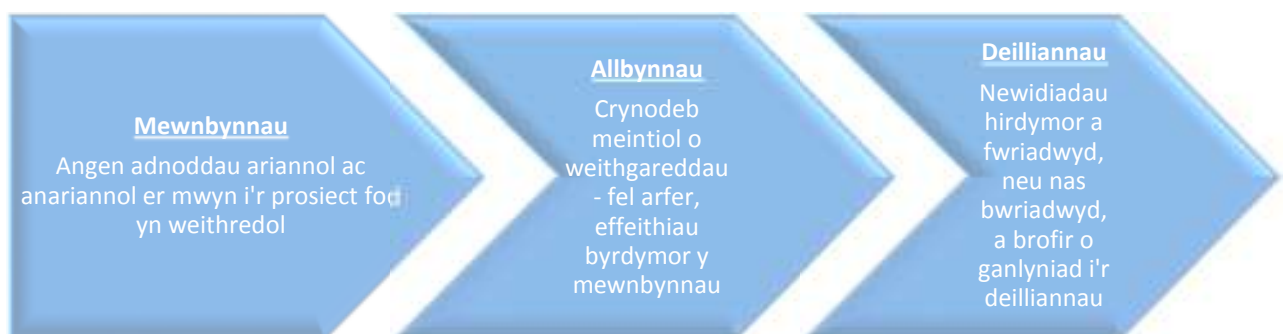 Mewnbynnau
Angen adnoddau ariannol ac
anariannol er mwyn i'r prosiect fod
yn weithredol
Allbynnau
Crynodeb
meintiol o
weithgareddau
- fel arfer,
effeithiau
byrdymor y
mewnbynnau
Deilliannau
Newidiadau
hirdymor a
fwriadwyd,
neu nas
bwriadwyd,
a brofir o
ganlyniad i'r
deilliannau